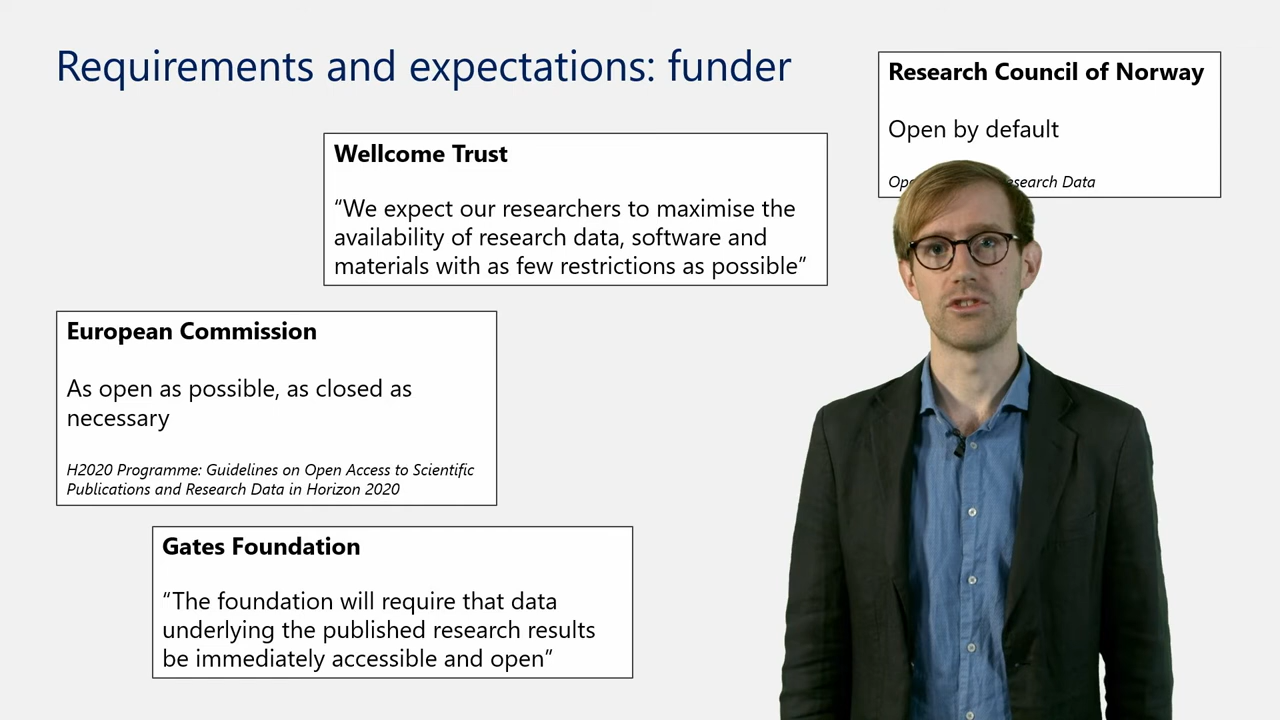 Requirements and expectations: funder
Research Council of Norway
Open by default
esearch Data
Wellcome Trust
“We expect our researchers to maximise the
availability of research data, software and
materials with as few restrictions as possible”
European Commission
As open as possible, as closed as
necessary
H2020 Programme: Guidelines on Open Access to Scientific
Publications and Research Data in Horizon 2020
Gates Foundation
“The foundation will require that data
underlying the published research results
be immediately accessible and open”